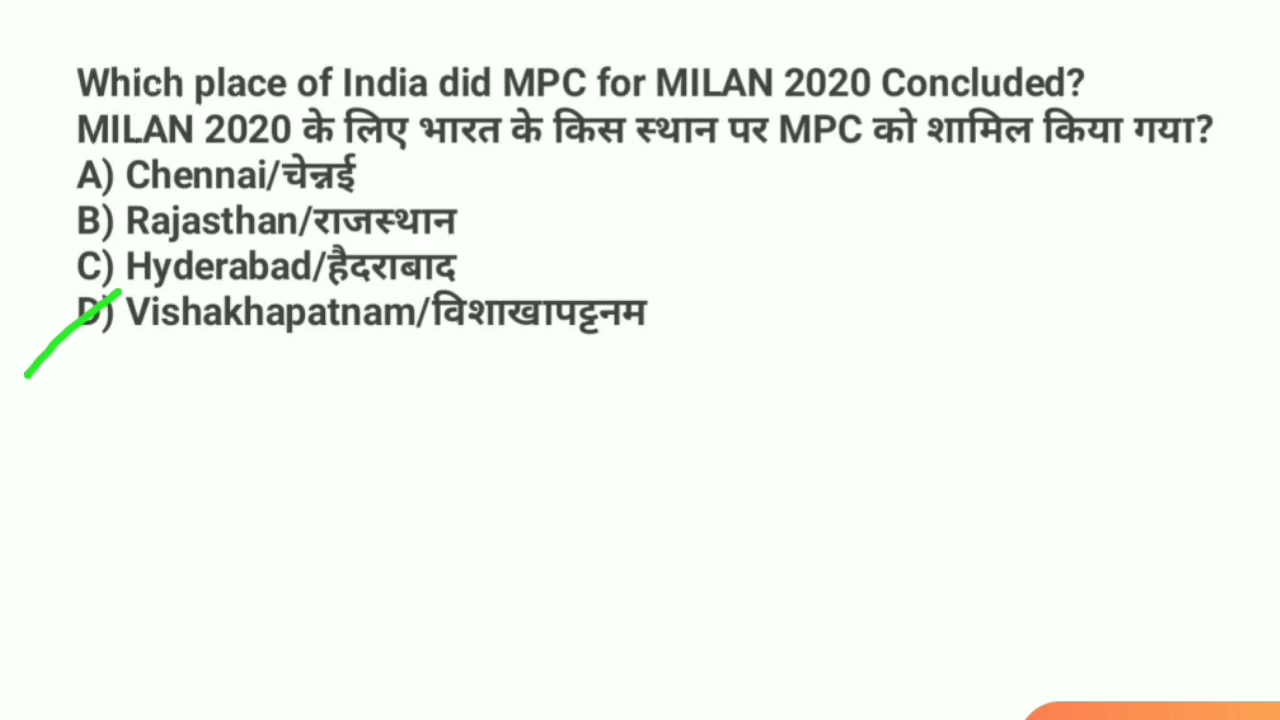 Which place of India did MPC for MILAN 2020 Concluded?
MILAN 2020 के लिए भारत के किस स्थान पर MPC को शामिल किया गया?
A) Chennai/चेन्नई
B) Rajasthan/राजस्थान
C) Hyderabad/हैदराबाद
D) Vishakhapatnam/विशाखापट्टनम